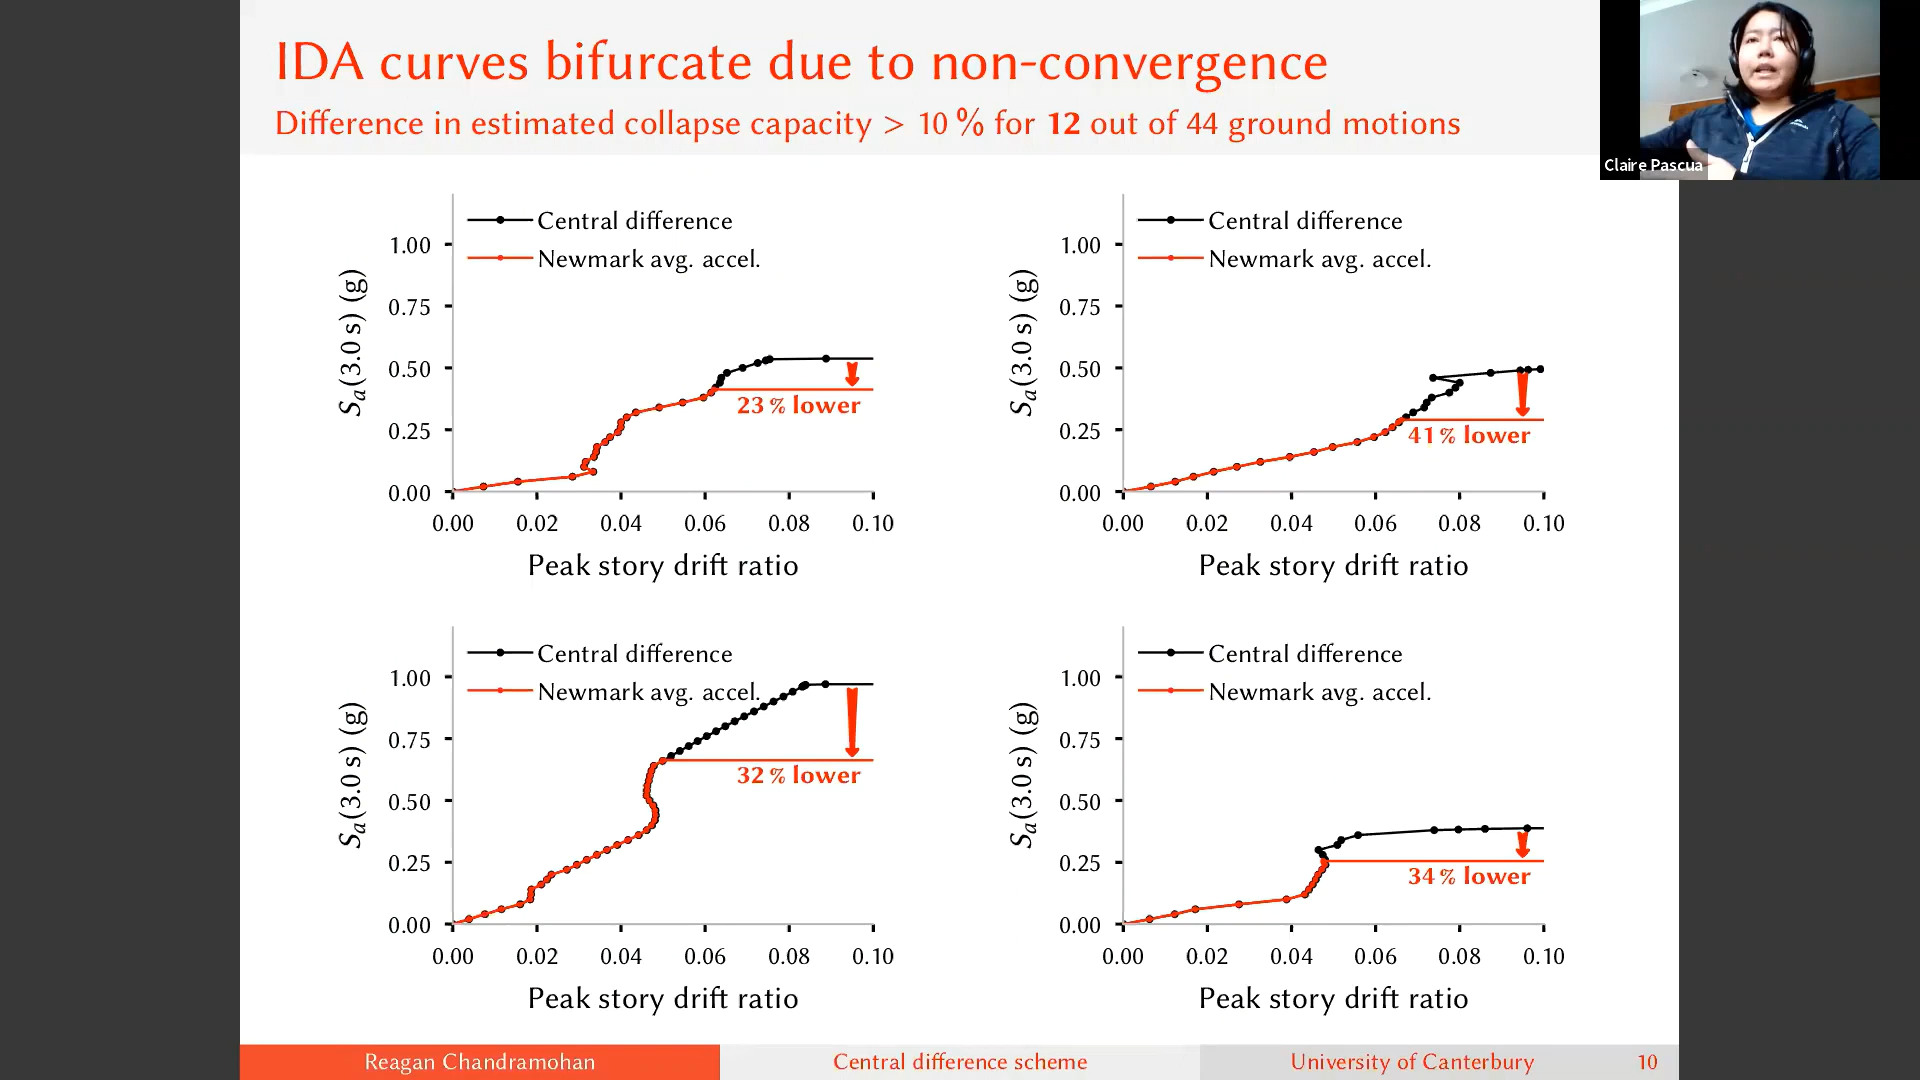 IDA curves bifurcate due to non-convergence
Difference in estimated collapse capacity > 10 % for 12 out of 44 ground motions
Claire Pascua
Central difference
Newmark avg. accel.
1.00
0.75
0.50
0.25
0.00
Sa(3.0 s) (g)
23 % lower
0.00 0.02 0.04 0.06 0.08 0.10
Peak story drift ratio
Central difference
Newmark avg. accel.
1.00
0.75
0.50
0.25
0.00
Sa(3.0 s) (g)
41 % lower
0.00 0.02 0.04 0.06 0.08 0.10
Peak story drift ratio
Central difference
Newmark avg. accel.
1.00
0.75
0.50
0.25
0.00
Sa(3.0 s) (g)
32 % lower
0.00 0.02 0.04 0.06 0.08 0.10
Peak story drift ratio
Central difference
Newmark avg. accel.
1.00
0.75
0.50
0.25
0.00
Sa(3.0 s) (g)
34 % lower
0.00 0.02 0.04 0.06 0.08 0.10
Peak story drift ratio
Reagan Chandramohan
Central difference scheme
University of Canterbury
10